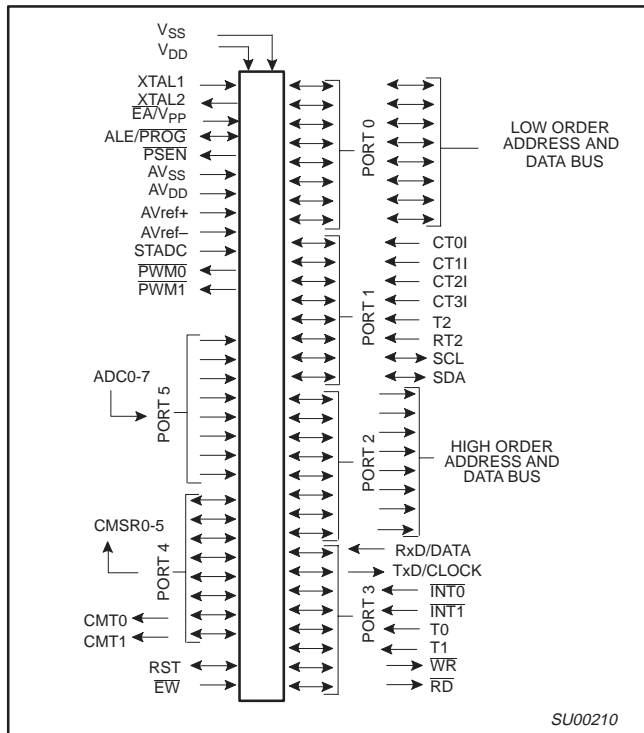 VSS
VDD
XTAL1
XTAL2
EA/VPP
ALE/PROG
PSEN
AVSS
AVDD
AVref+
AVref–
STADC
PWM0
PWM1
ADC0-7
PORT 5
CMSR0-5
PORT 4
CMT0
CMT1
RST
EW
PORT 0
LOW ORDER
ADDRESS AND
DATA BUS
PORT 1
CT0I
CT1I
CT2I
CT3I
T2
RT2
SCL
SDA
PORT 2
HIGH ORDER
ADDRESS AND
DATA BUS
PORT 3
RxD/DATA
TxD/CLOCK
INT0
INT1
T0
T1
WR
RD
SU00210